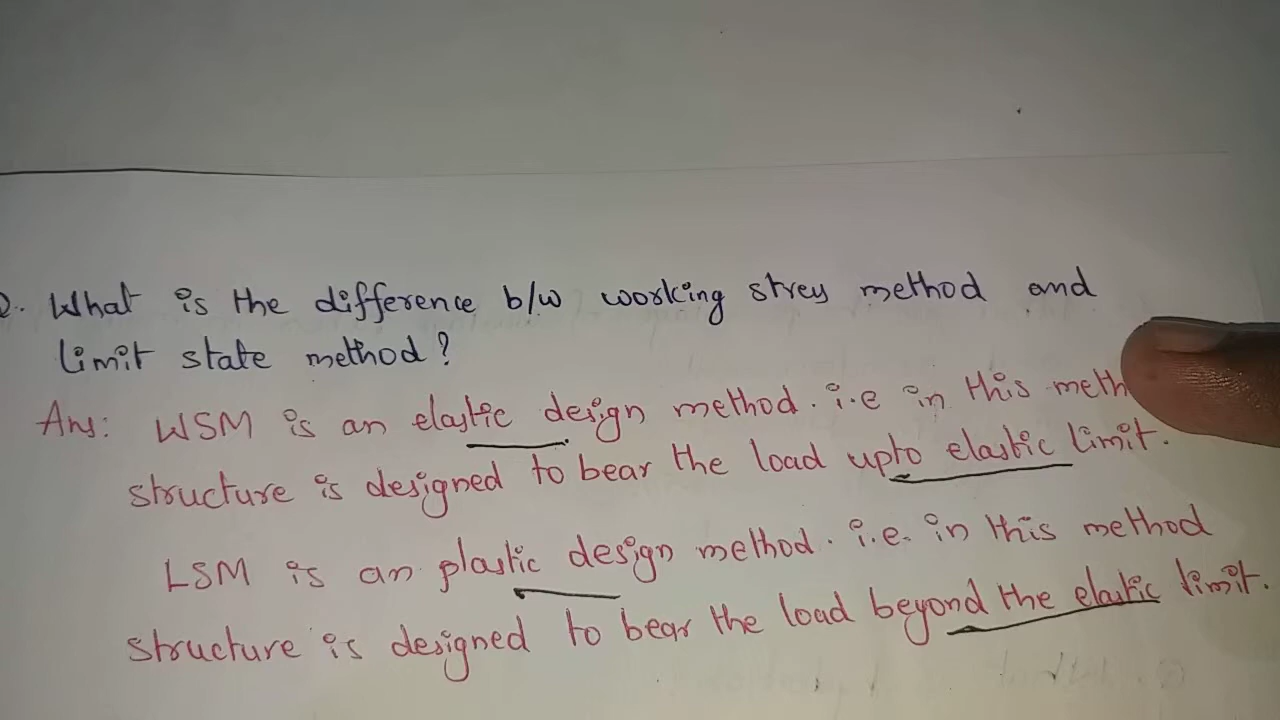 Q. What is the difference b/w working stress method and
limit state method?
Ans: WSM is an elastic design method. i.e in this meth
structure is designed to bear the load upto elastic limit.
LSM is an plastic design method. i.e. in this method
structure is designed to bear the load beyond the elastic limit.